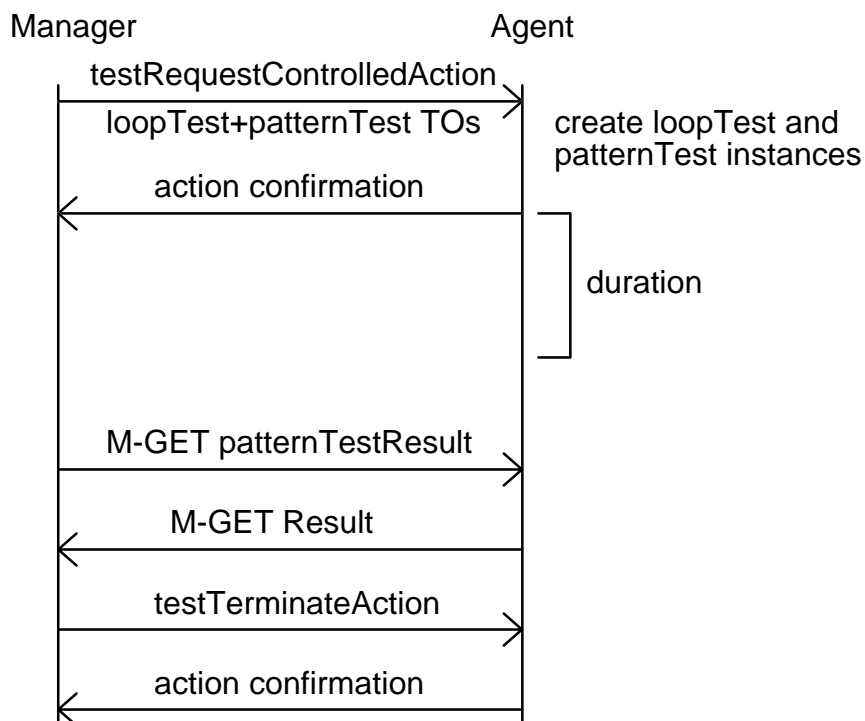 Manager
Agent
testRequestControlledAction
loopTest+patternTest TOs
create loopTest and
patternTest instances
action confirmation
duration
M-GET patternTestResult
M-GET Result
testTerminateAction
action confirmation